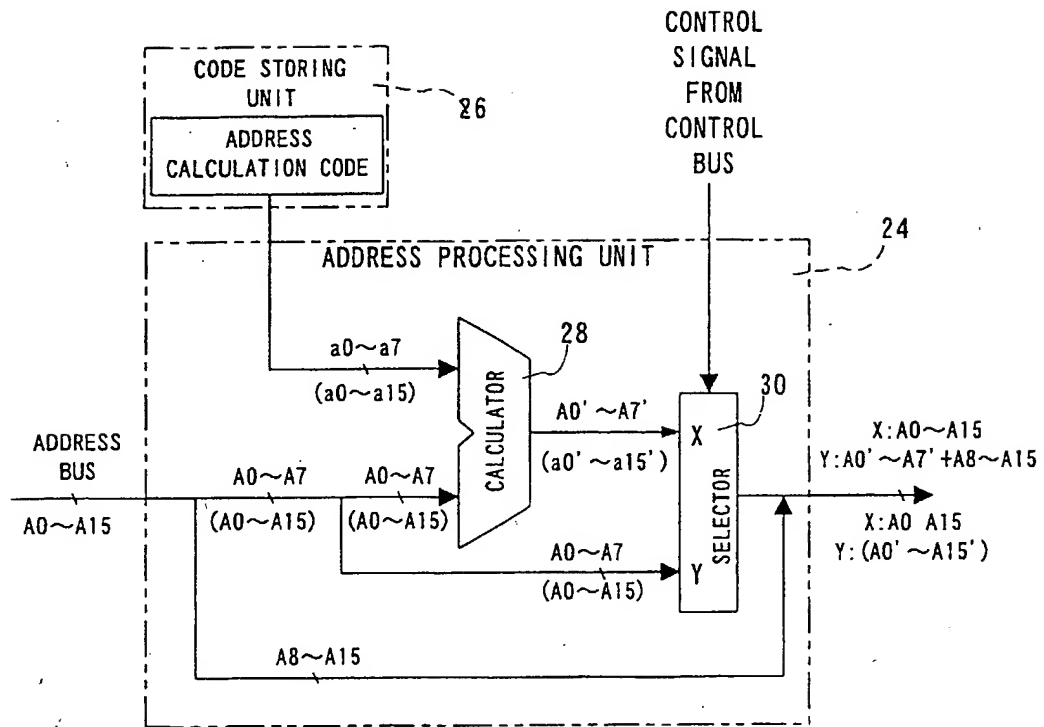 CONTROL
SIGNAL
FROM
CONTROL
BUS
CODE STORING
UNIT
26
ADDRESS
CALCULATION CODE
24
ADDRESS PROCESSING UNIT
a0~a7
(a0~a15)
28
CALCULATOR
A0'~A7'
(a0'~a15')
30
X
SELECTOR
Y
X:A0~A15
Y:A0'~A7'+A8~A15
X:A0 A15
Y:(A0'~A15')
ADDRESS
BUS
A0~A15
A0~A7
(A0~A15)
A0~A7
(A0~A15)
A0~A7
(A0~A15)
A8~A15